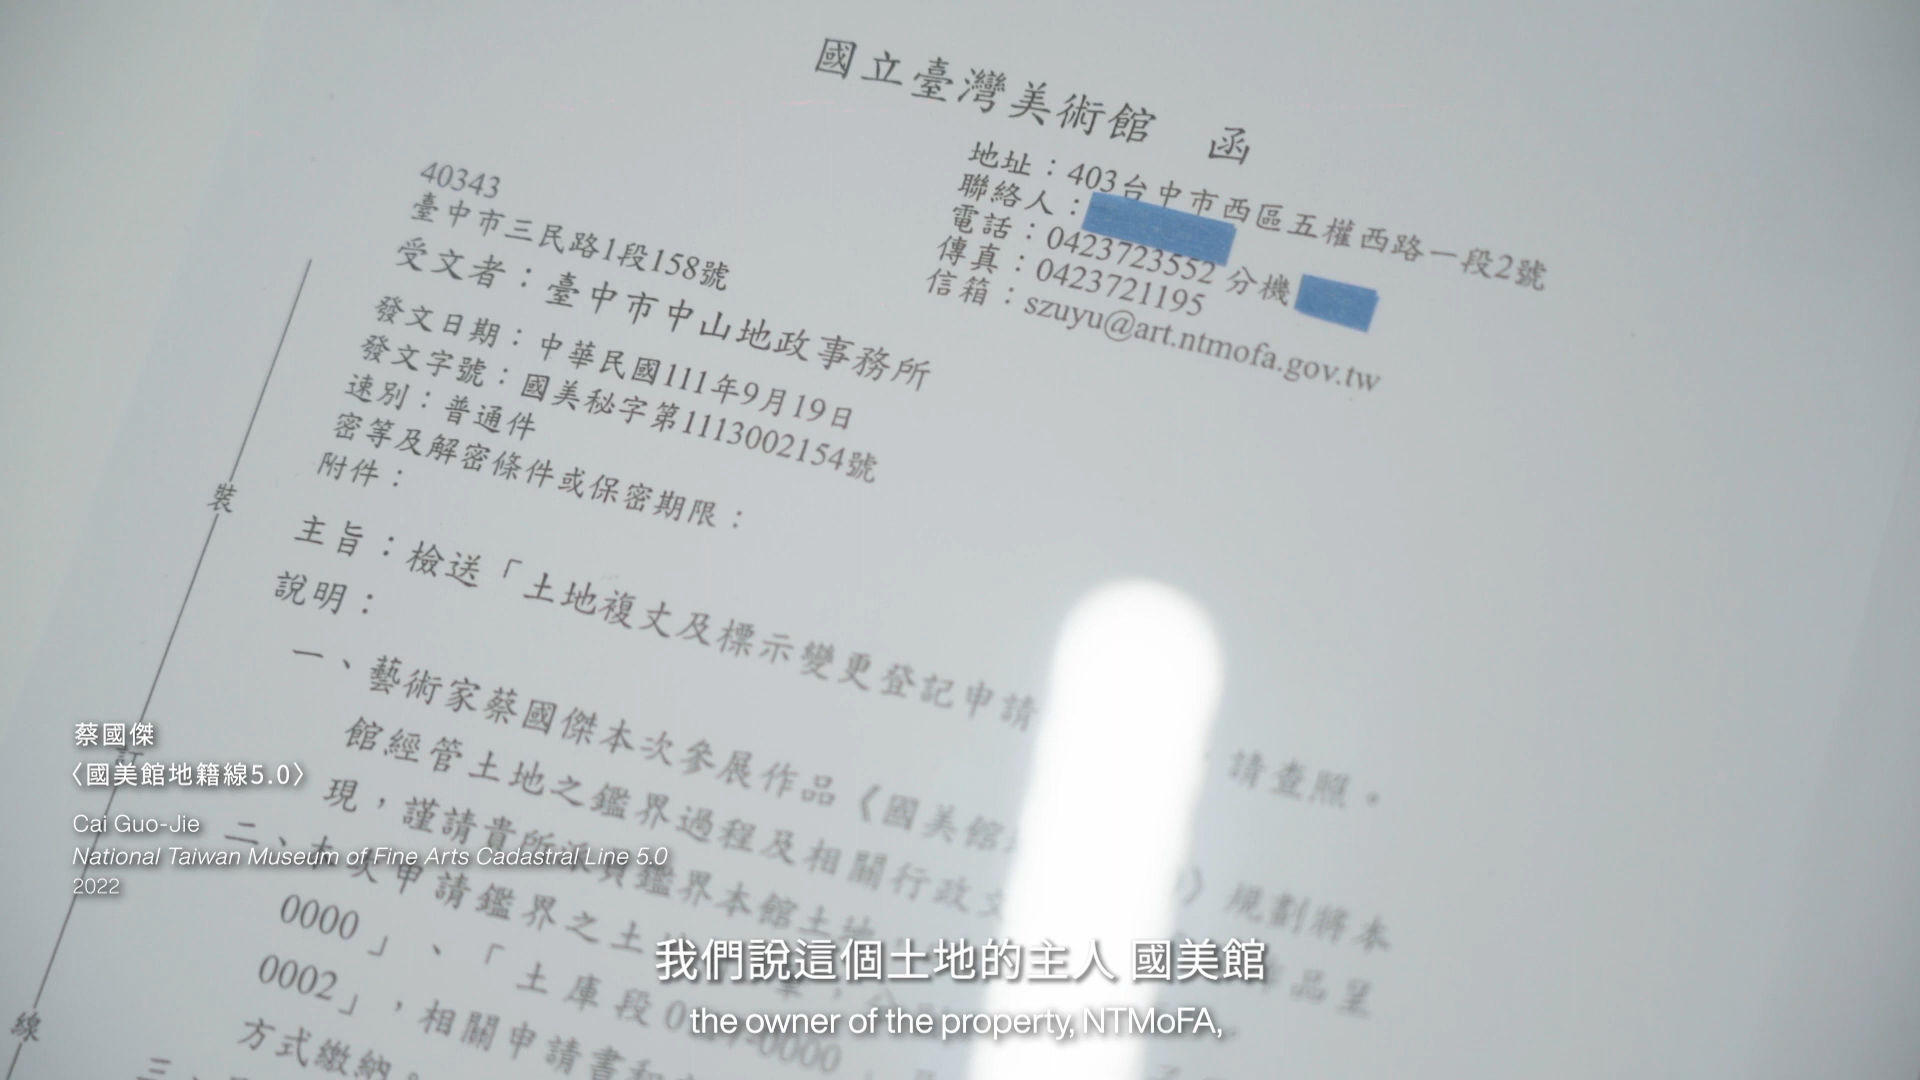 國立臺灣美術館 函
地址：403台中市西區五權西路一段2號
聯絡人：
電話：0423723552 分機
傳真：0423721195
信箱：szuyu@art.ntmofa.gov.tw
40343
臺中市三民路1段158號
受文者：臺中市中山地政事務所
發文日期：中華民國111年9月19日
發文字號：國美秘字第1113002154號
速別：普通件
密等及解密條件或保密期限：
附件：
主旨：檢送「土地複丈及標示變更登記申請 請查照。
說明：
一、藝術家蔡國傑本次參展作品《國美館 》規劃將本
館經管土地之鑑界過程及相關行政文 作品呈
現，謹請貴所派員鑑界本館土地
二、本次申請鑑界之土
0000」、「土庫段 0000
0002」，相關申請書和
方式繳納。
三、
裝
訂
線
蔡國傑
〈國美館地籍線5.0〉
Cai Guo-Jie
National Taiwan Museum of Fine Arts Cadastral Line 5.0
2022
我們說這個土地的主人 國美館
the owner of the property, NTMoFA,